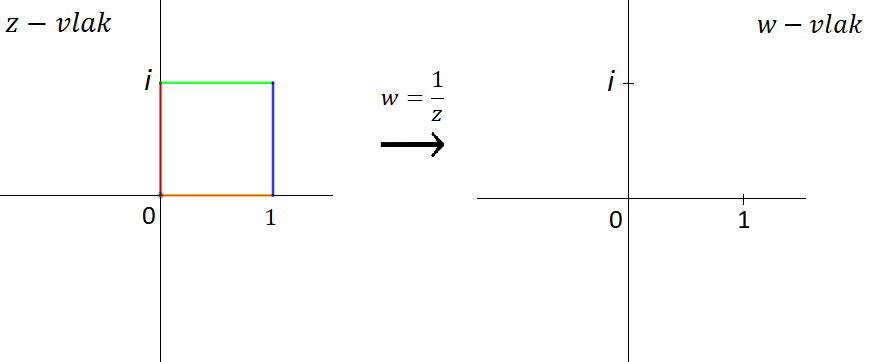 z − vlak
w − vlak
i
w = 1/z
i
0
1
0
1